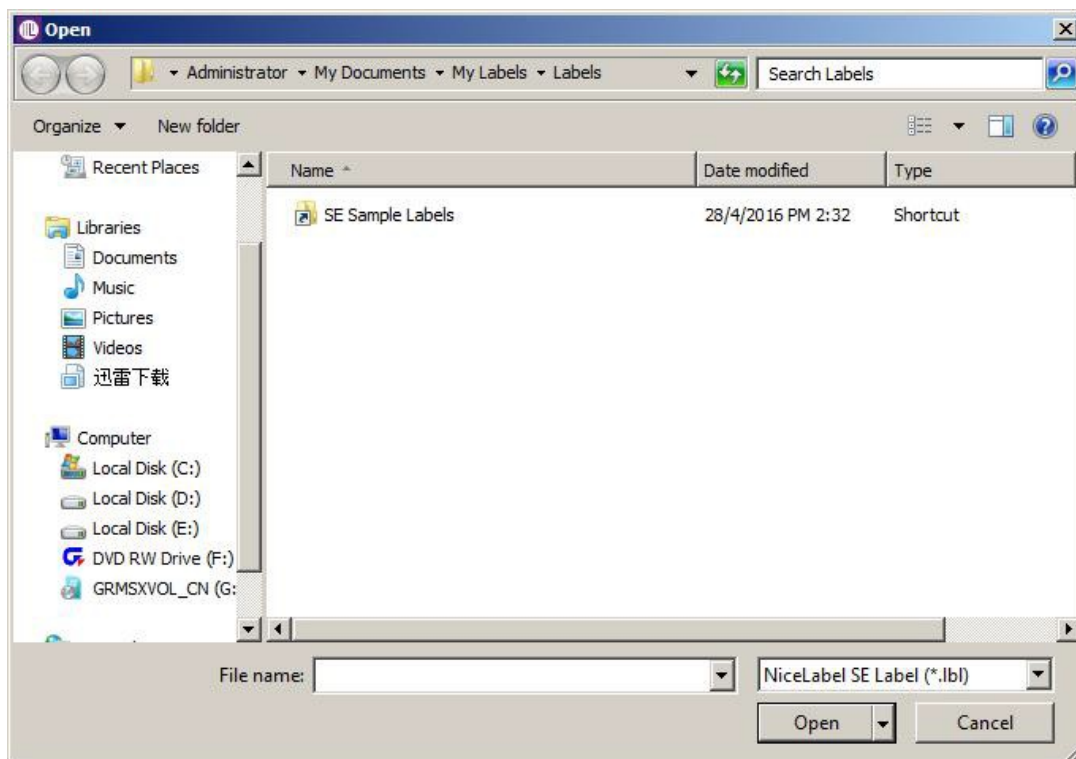 Open
Administrator My Documents My Labels Labels Search Labels
Organize New folder
Recent Places
Libraries
Documents
Music
Pictures
Videos
迅雷下载
Computer
Local Disk (C:)
Local Disk (D:)
Local Disk (E:)
DVD RW Drive (F:)
GRMSXVOL_CN (G:
Name Date modified Type
SE Sample Labels 28/4/2016 PM 2:32 Shortcut
File name: NiceLabel SE Label (*.lbl)
Open Cancel